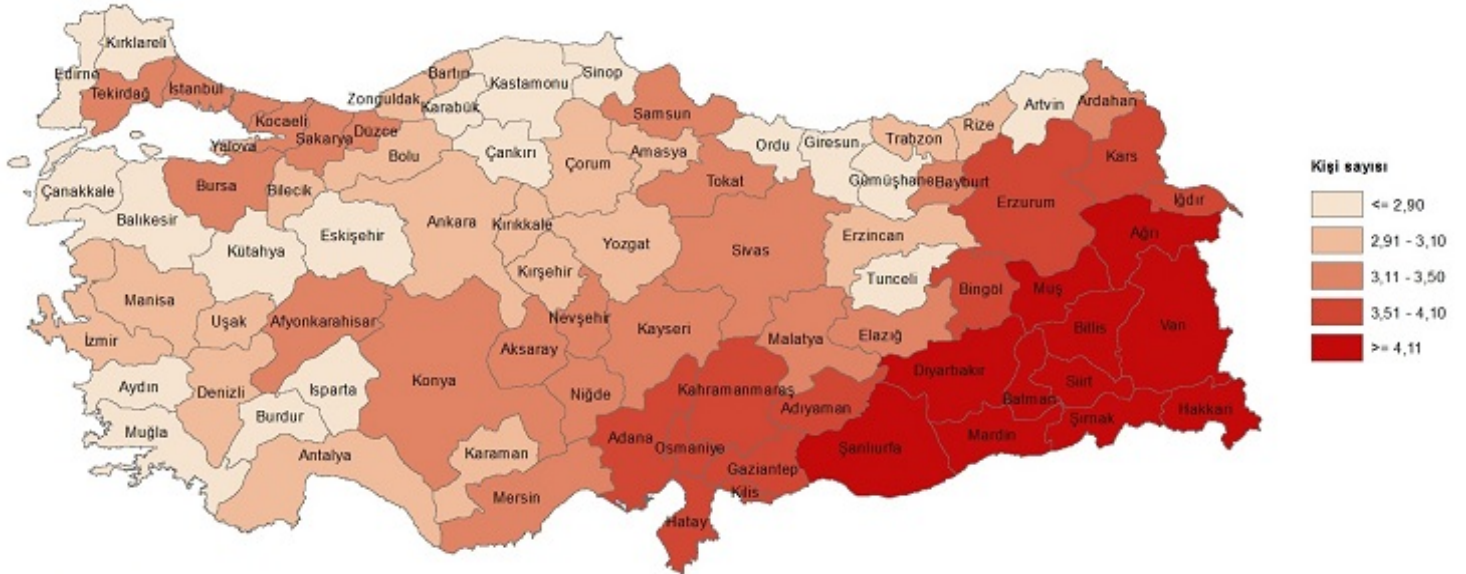 Kırklareli
Edirne
Tekirdağ
İstanbul
Kocaeli
Yalova
Sakarya
Düzce
Zonguldak
Bartın
Karabük
Kastamonu
Sinop
Samsun
Bolu
Çankırı
Çorum
Amasya
Ordu
Giresun
Trabzon
Rize
Artvin
Ardahan
Kars
Gümüşhane
Bayburt
Erzurum
Iğdır
Ağrı
Çanakkale
Balıkesir
Bursa
Bilecik
Kütahya
Eskişehir
Ankara
Kırıkkale
Kırşehir
Yozgat
Tokat
Sivas
Erzincan
Tunceli
Bingöl
Muş
Bitlis
Van
Manisa
İzmir
Uşak
Afyonkarahisar
Konya
Aksaray
Nevşehir
Kayseri
Malatya
Elazığ
Diyarbakır
Batman
Siirt
Şırnak
Hakkari
Aydın
Denizli
Isparta
Burdur
Muğla
Antalya
Karaman
Niğde
Mersin
Adana
Kahramanmaraş
Osmaniye
Adıyaman
Gaziantep
Kilis
Hatay
Şanlıurfa
Mardin
Kişi sayısı
<= 2,90
2,91 - 3,10
3,11 - 3,50
3,51 - 4,10
>= 4,11